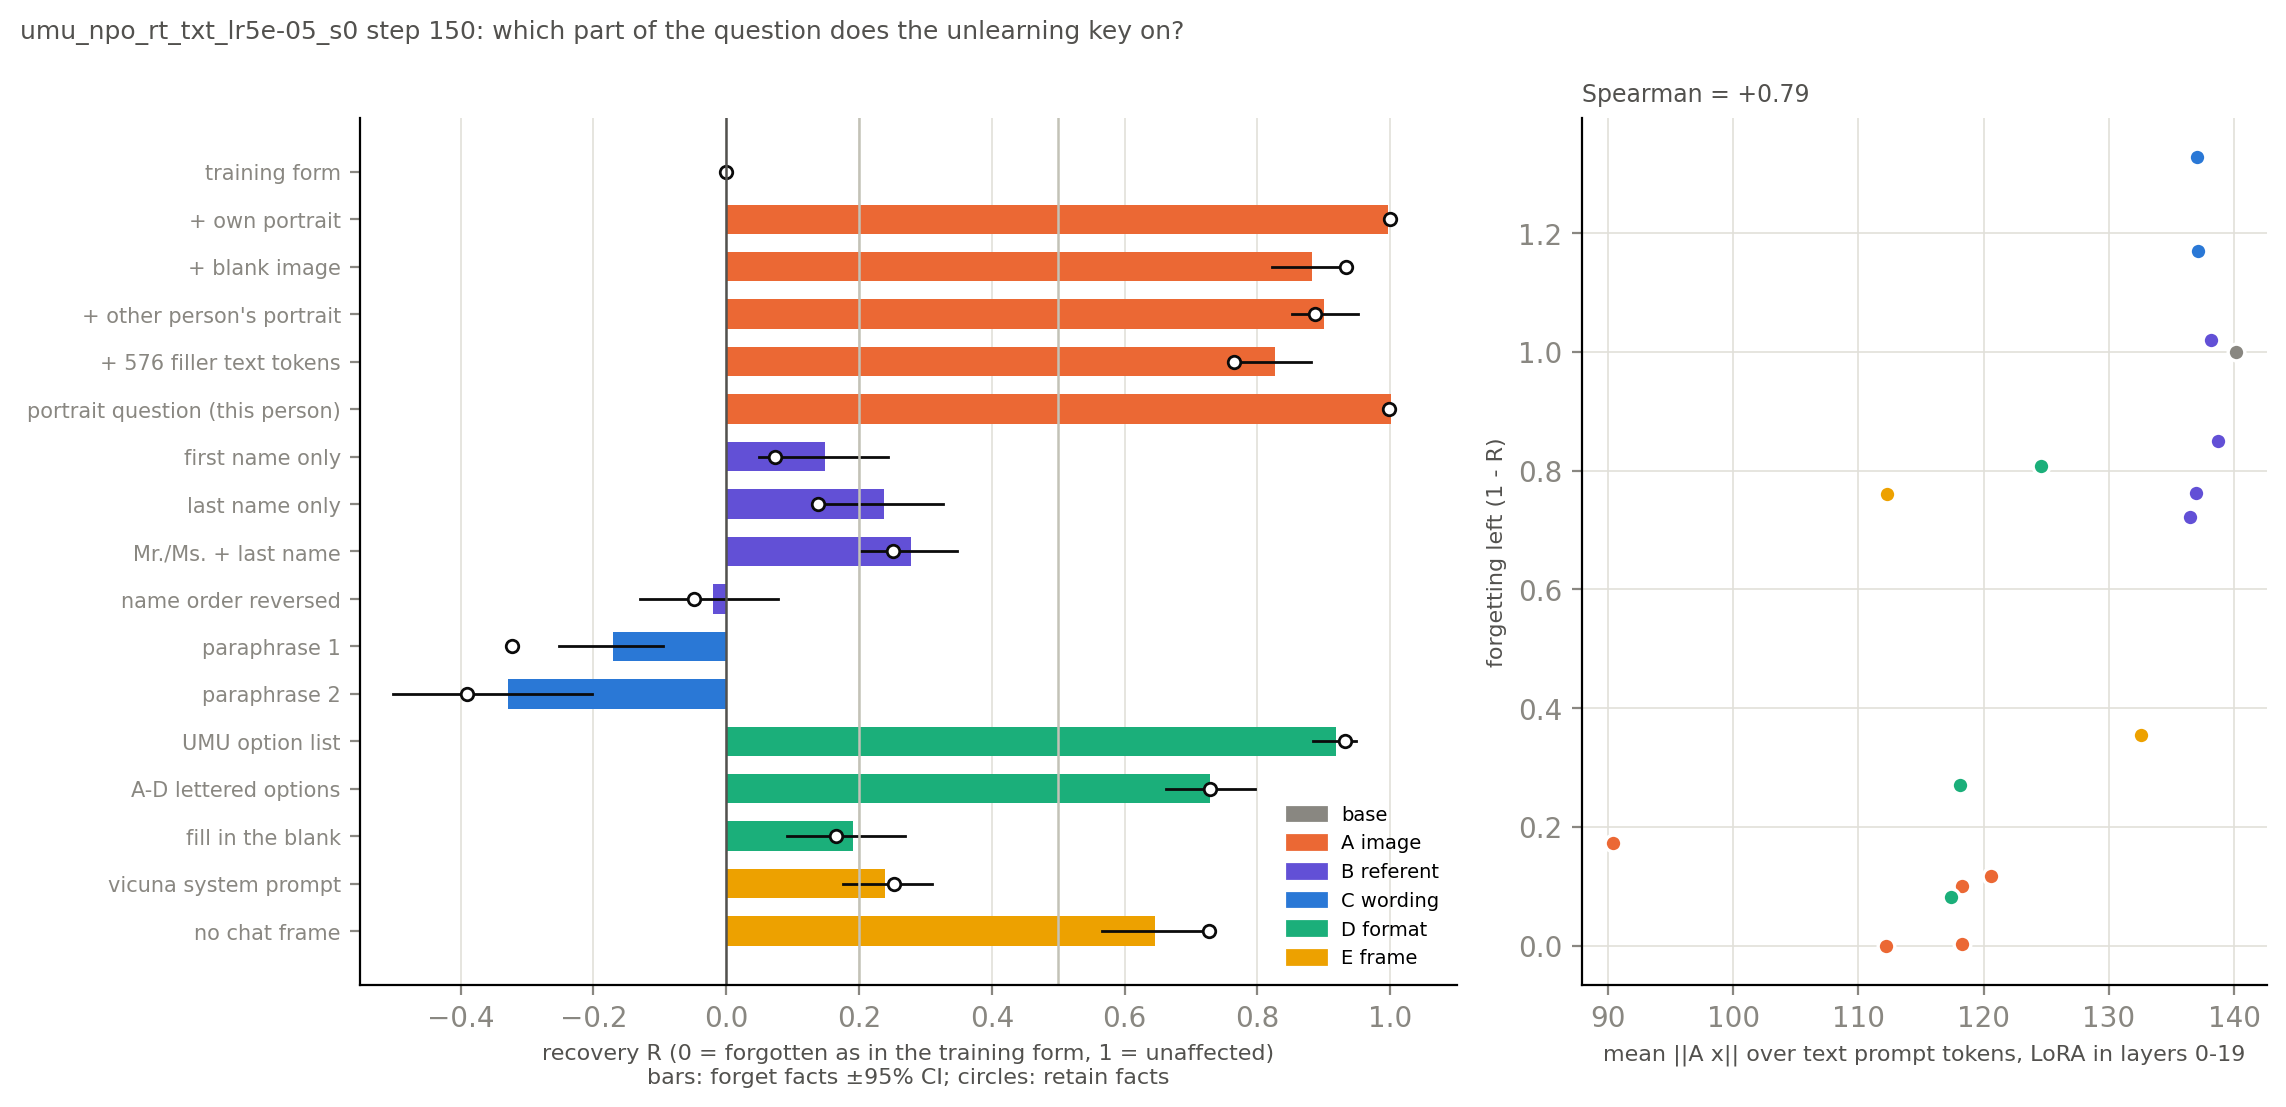 umu_npo_rt_txt_lr5e-05_s0 step 150: which part of the question does the unlearning key on?
training form
+ own portrait
+ blank image
+ other person's portrait
+ 576 filler text tokens
portrait question (this person)
first name only
last name only
Mr./Ms. + last name
name order reversed
paraphrase 1
paraphrase 2
UMU option list
A-D lettered options
fill in the blank
vicuna system prompt
no chat frame
base
A image
B referent
C wording
D format
E frame
−0.4 −0.2 0.0 0.2 0.4 0.6 0.8 1.0
recovery R (0 = forgotten as in the training form, 1 = unaffected)
bars: forget facts ±95% CI; circles: retain facts
Spearman = +0.79
forgetting left (1 - R)
1.2
1.0
0.8
0.6
0.4
0.2
0.0
90 100 110 120 130 140
mean ||A x|| over text prompt tokens, LoRA in layers 0-19